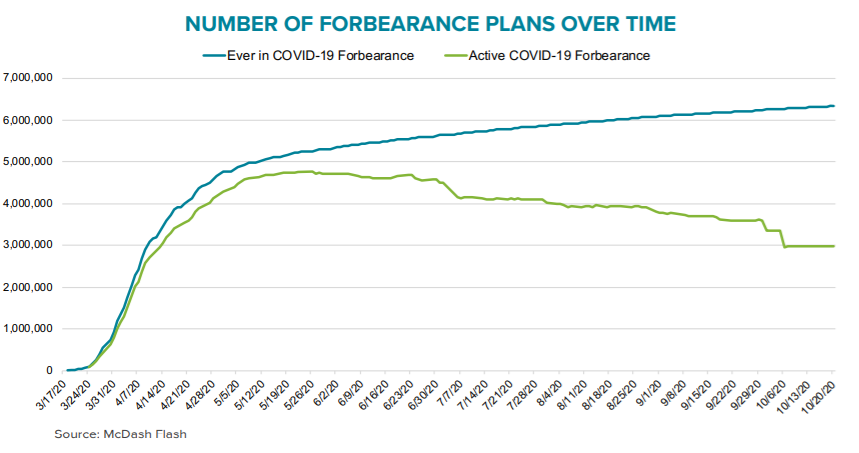 NUMBER OF FORBEARANCE PLANS OVER TIME
Ever in COVID-19 Forbearance Active COVID-19 Forbearance
7,000,000
6,000,000
5,000,000
4,000,000
3,000,000
2,000,000
1,000,000
0
3/17/20 3/24/20 3/31/20 4/7/20 4/14/20 4/21/20 4/28/20 5/5/20 5/12/20 5/19/20 5/26/20 6/2/20 6/9/20 6/16/20 6/23/20 6/30/20 7/7/20 7/14/20 7/21/20 7/28/20 8/4/20 8/11/20 8/18/20 8/25/20 9/1/20 9/8/20 9/15/20 9/22/20 9/29/20 10/6/20 10/13/20 10/20/20
Source: McDash Flash